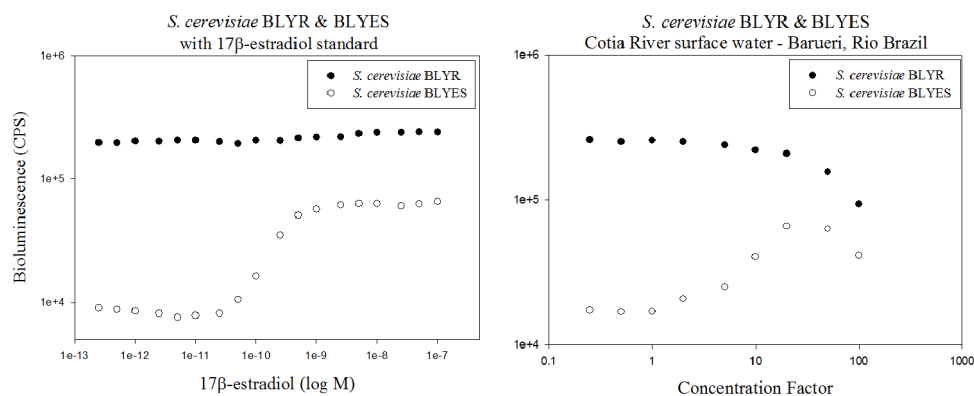 S. cerevisiae BLYR & BLYES
with 17β-estradiol standard
S. cerevisiae BLYR
S. cerevisiae BLYES
Bioluminescence (CPS)
1e+6
1e+5
1e+4
1e-13 1e-12 1e-11 1e-10 1e-9 1e-8 1e-7
17β-estradiol (log M)
S. cerevisiae BLYR & BLYES
Cotia River surface water - Barueri, Rio Brazil
S. cerevisiae BLYR
S. cerevisiae BLYES
1e+6
1e+5
1e+4
0.1 1 10 100 1000
Concentration Factor